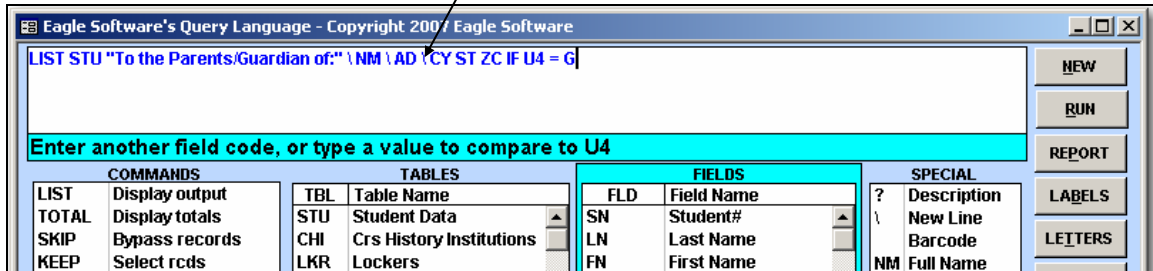 Eagle Software's Query Language - Copyright 2007 Eagle Software
LIST STU "To the Parents/Guardian of:" \ NM \ AD \ CY ST ZC IF U4 = G
NEW
RUN
Enter another field code, or type a value to compare to U4
REPORT
COMMANDS TABLES FIELDS SPECIAL
LIST Display output TBL Table Name FLD Field Name ? Description LABELS
TOTAL Display totals STU Student Data SN Student# \ New Line
SKIP Bypass records CHI Crs History Institutions LN Last Name Barcode LETTERS
KEEP Select rcds LKR Lockers FN First Name NM Full Name